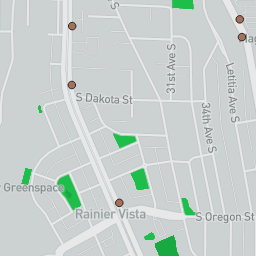 S
31st Ave S
Letitia Ave S
S Dakota St
34th Ave S
Greenspace
Rainier Vista
S Oregon St